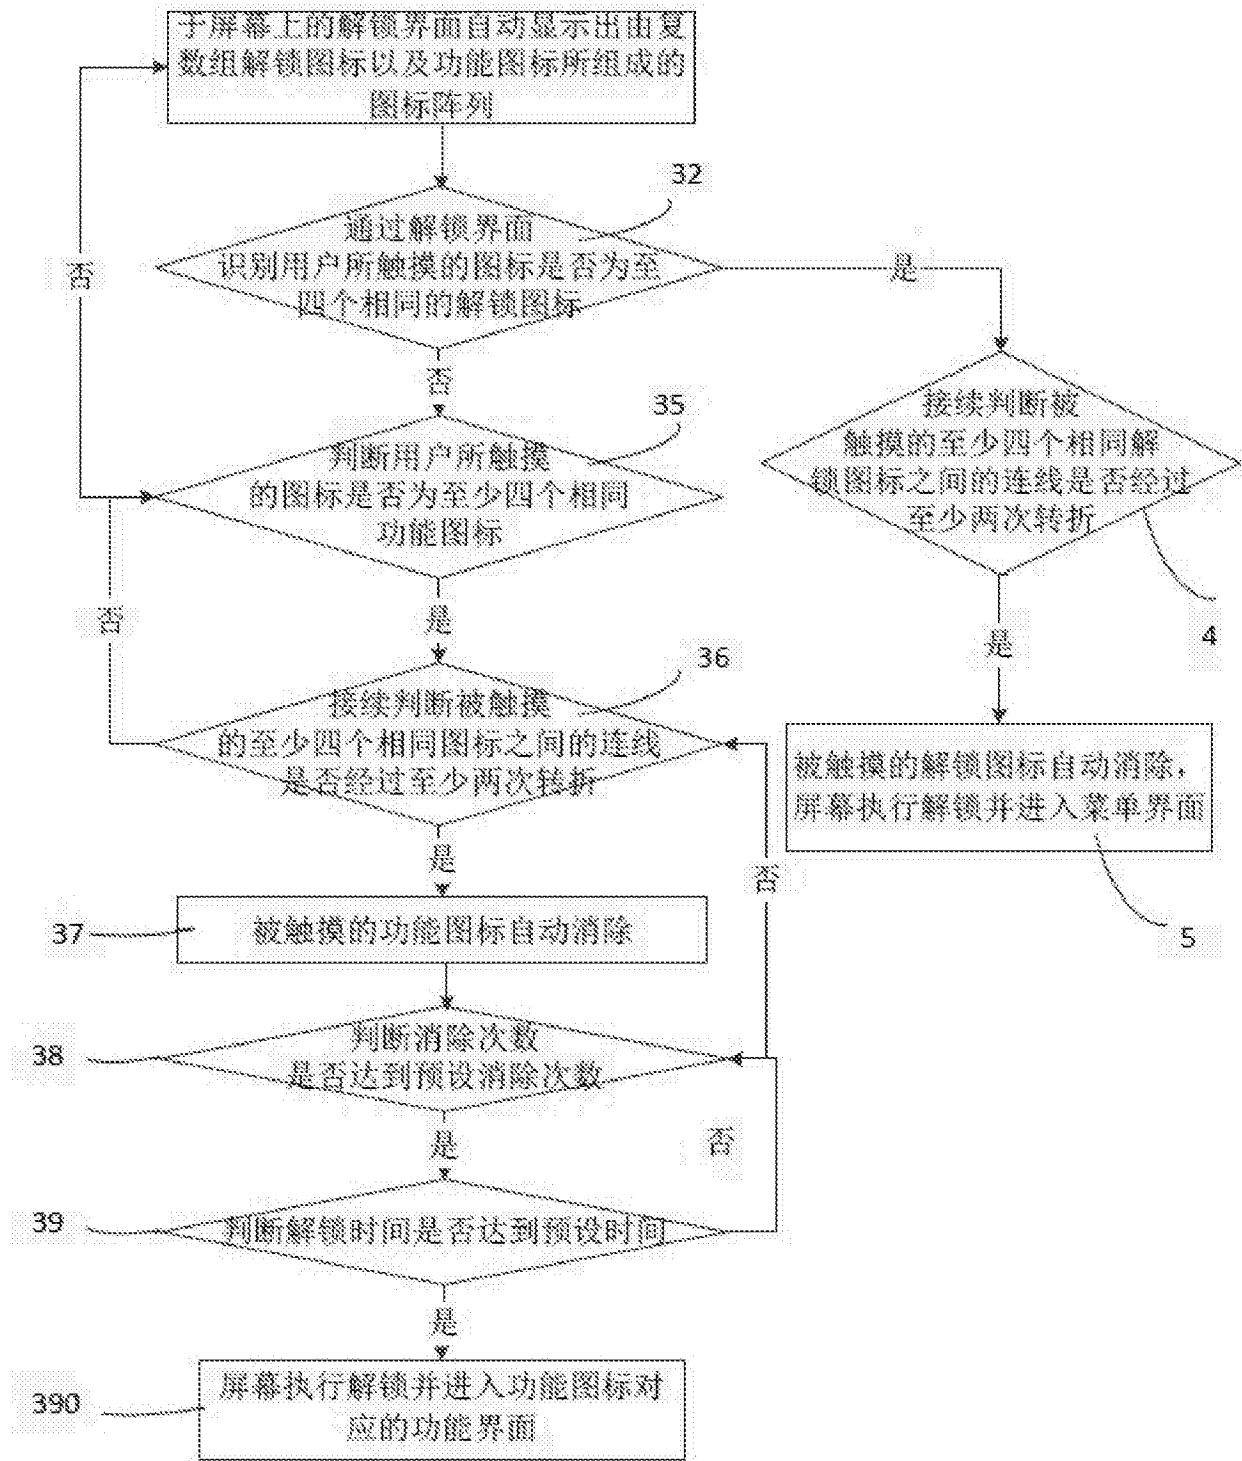 于屏幕上的解锁界面自动显示出由复
数组解锁图标以及功能图标所组成的
图标阵列
32
通过解锁界面
识别用户所触摸的图标是否为至
四个相同的解锁图标
是
否
否
35
判断用户所触摸
的图标是否为至少四个相同
功能图标
接续判断被
触摸的至少四个相同解
锁图标之间的连线是否经过
至少两次转折
4
否
是
是
36
接续判断被触摸
的至少四个相同图标之间的连线
是否经过至少两次转折
被触摸的解锁图标自动消除，
屏幕执行解锁并进入菜单界面
5
是
否
37
被触摸的功能图标自动消除
38
判断消除次数
是否达到预设消除次数
是
否
39
判断解锁时间是否达到预设时间
是
390
屏幕执行解锁并进入功能图标对
应的功能界面